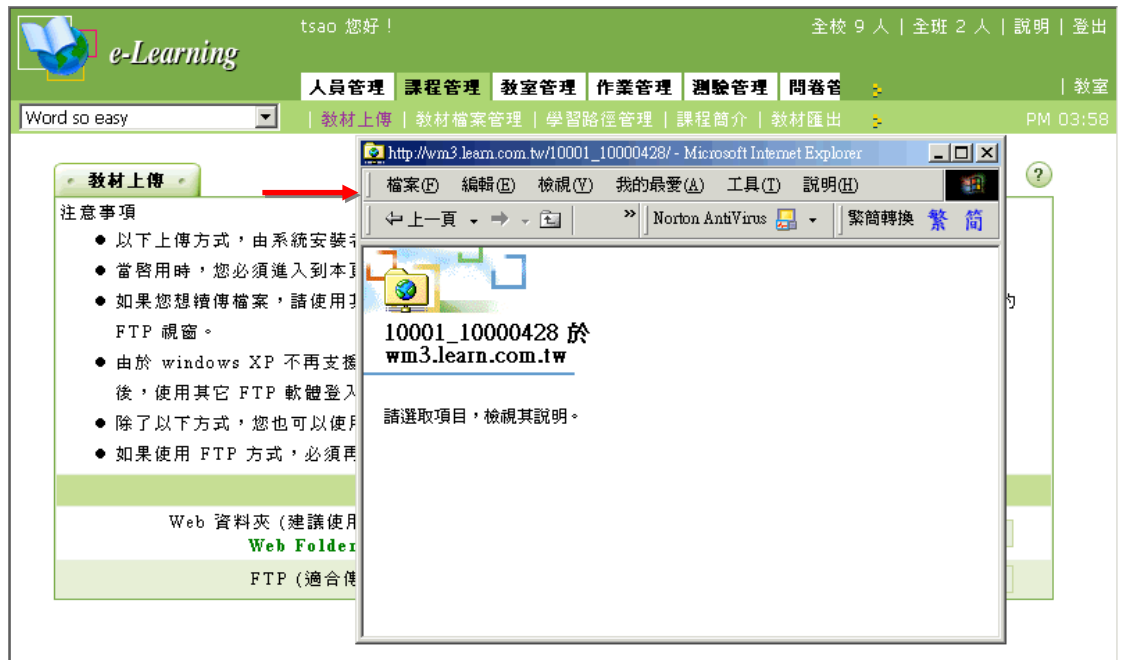 e-Learning
tsao 您好！
全校 9 人 | 全班 2 人 | 說明 | 登出
人員管理 課程管理 教室管理 作業管理 測驗管理 問卷管 | 教室
Word so easy | 教材上傳 | 教材檔案管理 | 學習路徑管理 | 課程簡介 | 教材匯出 PM 03:58
教材上傳
?
注意事項
● 以下上傳方式，由系統安裝
● 當啓用時，您必須進入到本
● 如果您想續傳檔案，請使用 的
FTP 視窗。
● 由於 windows XP 不再支援
後，使用其它 FTP 軟體登入
● 除了以下方式，您也可以使
● 如果使用 FTP 方式，必須再
Web 資料夾 (建議使用
Web Folder
FTP (適合傳
http://wm3.learn.com.tw/10001_10000428/ - Microsoft Internet Explorer
檔案(F) 編輯(E) 檢視(V) 我的最愛(A) 工具(T) 說明(H)
上一頁 » Norton AntiVirus 繁簡轉換 繁 简
10001_10000428 於
wm3.learn.com.tw
請選取項目，檢視其說明。